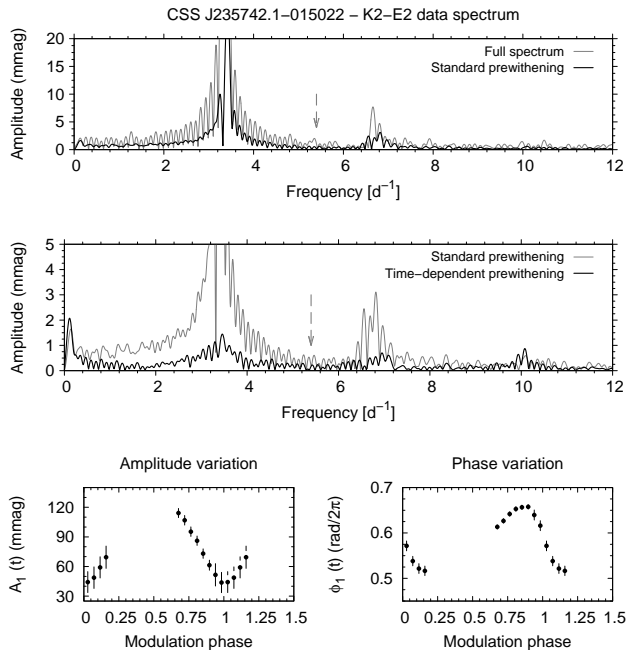 CSS J235742.1−015022 − K2−E2 data spectrum
Amplitude (mmag)
20
15
10
5
0
Full spectrum
Standard prewithening
0 2 4 6 8 10 12
Frequency [d⁻¹]
Amplitude (mmag)
5
4
3
2
1
0
Standard prewithening
Time−dependent prewithening
0 2 4 6 8 10 12
Frequency [d⁻¹]
Amplitude variation
A₁ (t) (mmag)
120
90
60
30
0 0.25 0.5 0.75 1 1.25 1.5
Modulation phase
Phase variation
ϕ₁ (t) (rad/2π)
0.7
0.6
0.5
0 0.25 0.5 0.75 1 1.25 1.5
Modulation phase